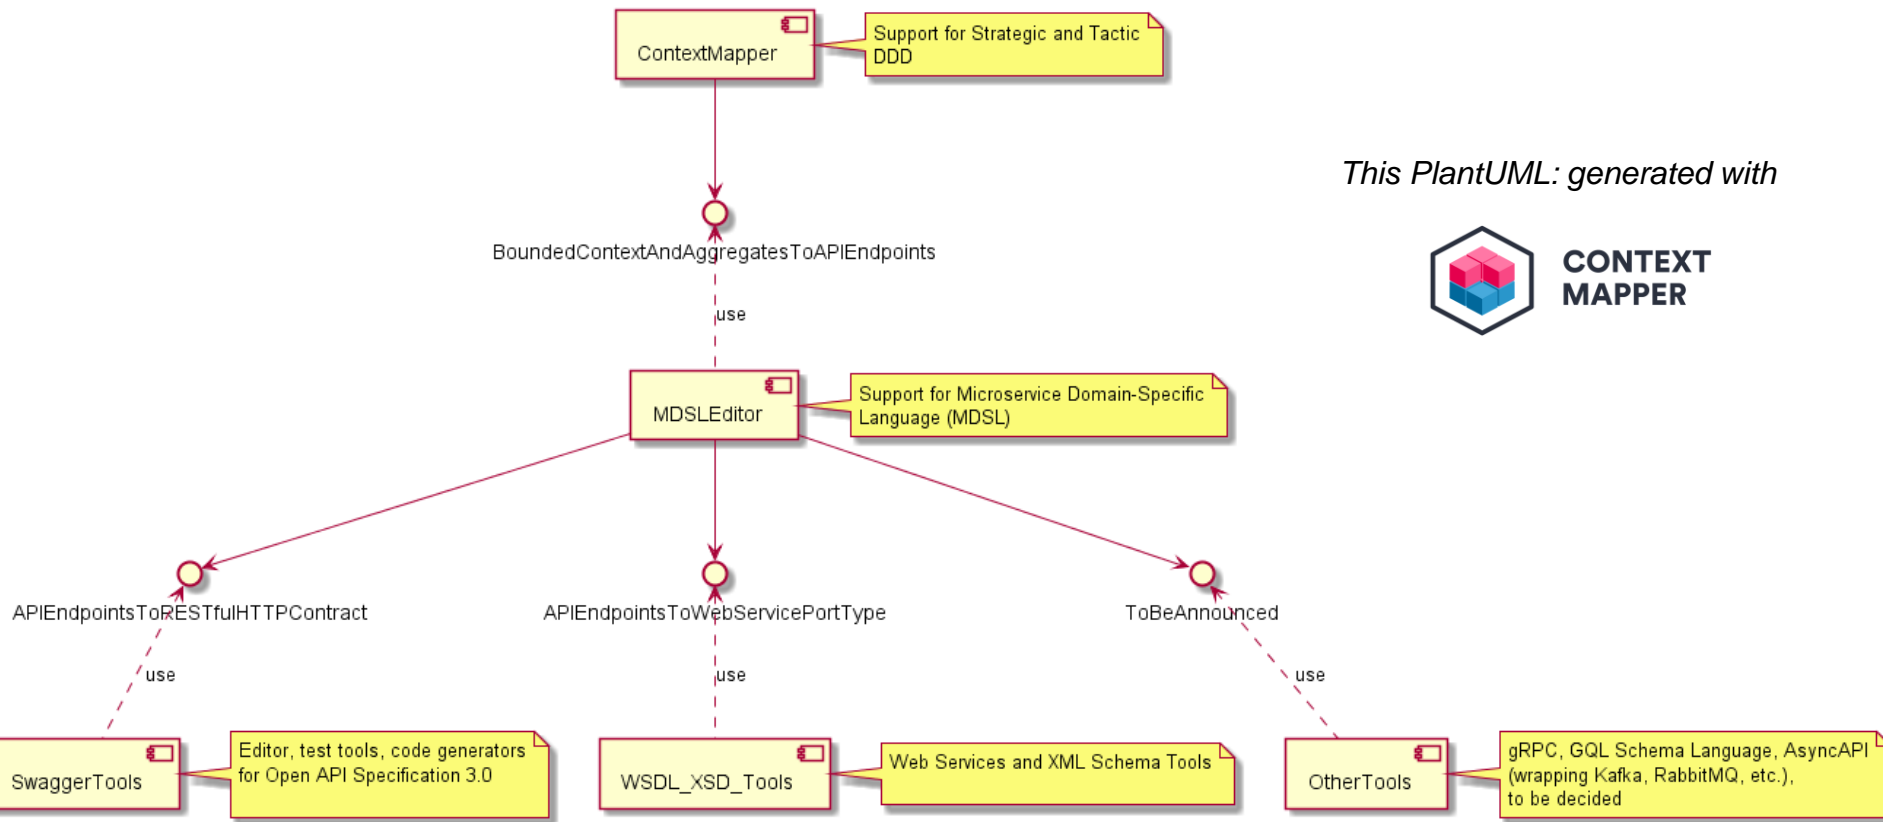 ContextMapper
Support for Strategic and Tactic
DDD
This PlantUML: generated with
CONTEXT
MAPPER
BoundedContextAndAggregatesToAPIEndpoints
use
MDSLEditor
Support for Microservice Domain-Specific
Language (MDSL)
APIEndpointsToRESTfulHTTPContract
APIEndpointsToWebServicePortType
ToBeAnnounced
use
use
use
SwaggerTools
Editor, test tools, code generators
for Open API Specification 3.0
WSDL_XSD_Tools
Web Services and XML Schema Tools
OtherTools
gRPC, GQL Schema Language, AsyncAPI
(wrapping Kafka, RabbitMQ, etc.),
to be decided